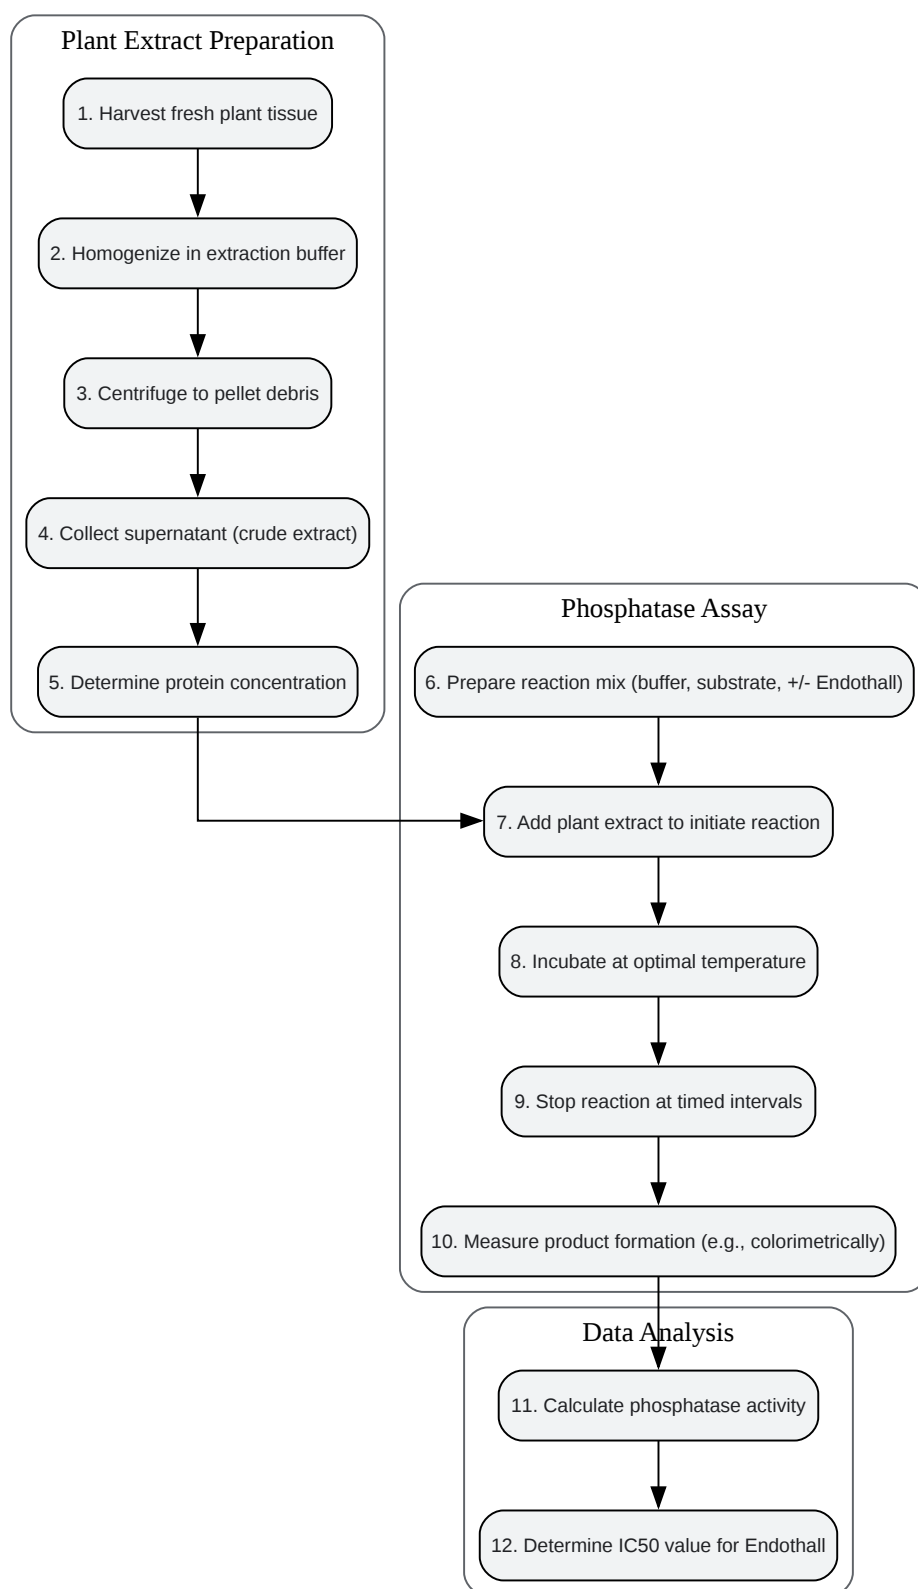 Plant Extract Preparation
1. Harvest fresh plant tissue
2. Homogenize in extraction buffer
3. Centrifuge to pellet debris
4. Collect supernatant (crude extract)
5. Determine protein concentration
Phosphatase Assay
6. Prepare reaction mix (buffer, substrate, +/- Endothall)
7. Add plant extract to initiate reaction
8. Incubate at optimal temperature
9. Stop reaction at timed intervals
10. Measure product formation (e.g., colorimetrically)
Data Analysis
11. Calculate phosphatase activity
12. Determine IC50 value for Endothall